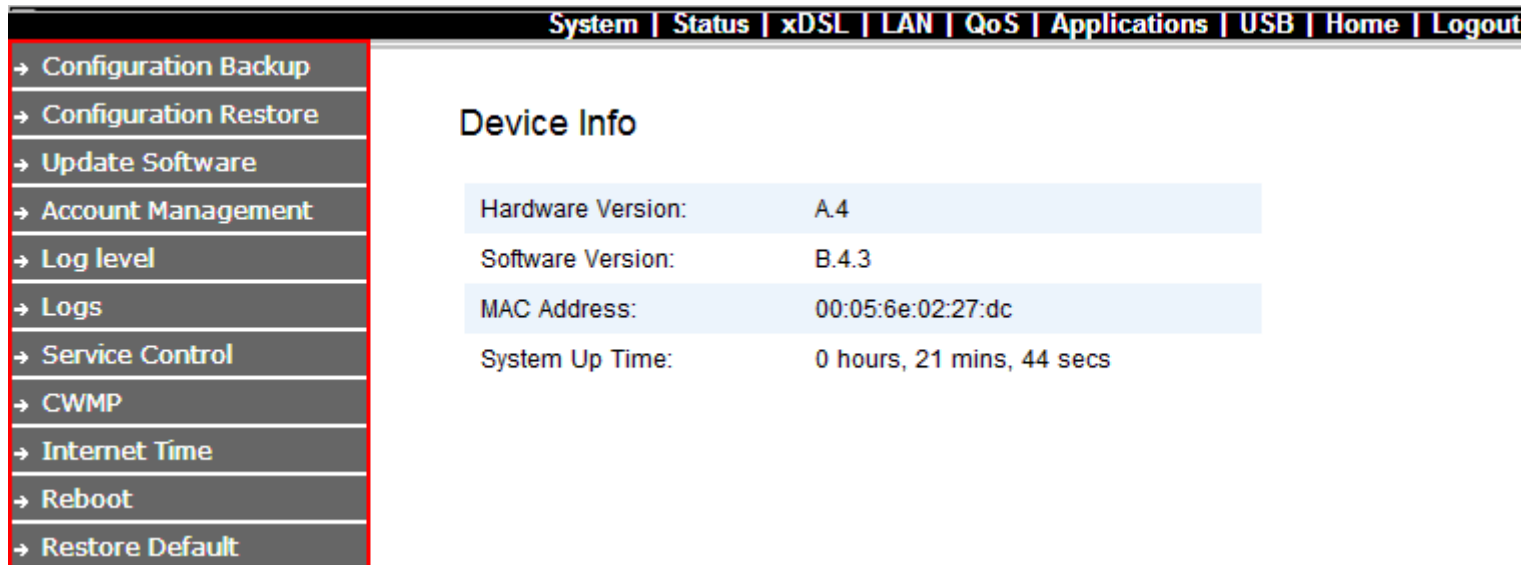 System | Status | xDSL | LAN | QoS | Applications | USB | Home | Logout
→ Configuration Backup
→ Configuration Restore
→ Update Software
→ Account Management
→ Log level
→ Logs
→ Service Control
→ CWMP
→ Internet Time
→ Reboot
→ Restore Default
Device Info
Hardware Version: A.4
Software Version: B.4.3
MAC Address: 00:05:6e:02:27:dc
System Up Time: 0 hours, 21 mins, 44 secs